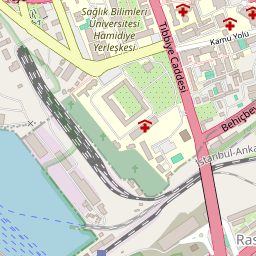 Sağlık Bilimleri
Üniversitesi
Hamidiye
Yerleşkesi
Kamu Yolu
Tıbbiye Caddesi
Behiçbey
İstanbul-Anka
Ras